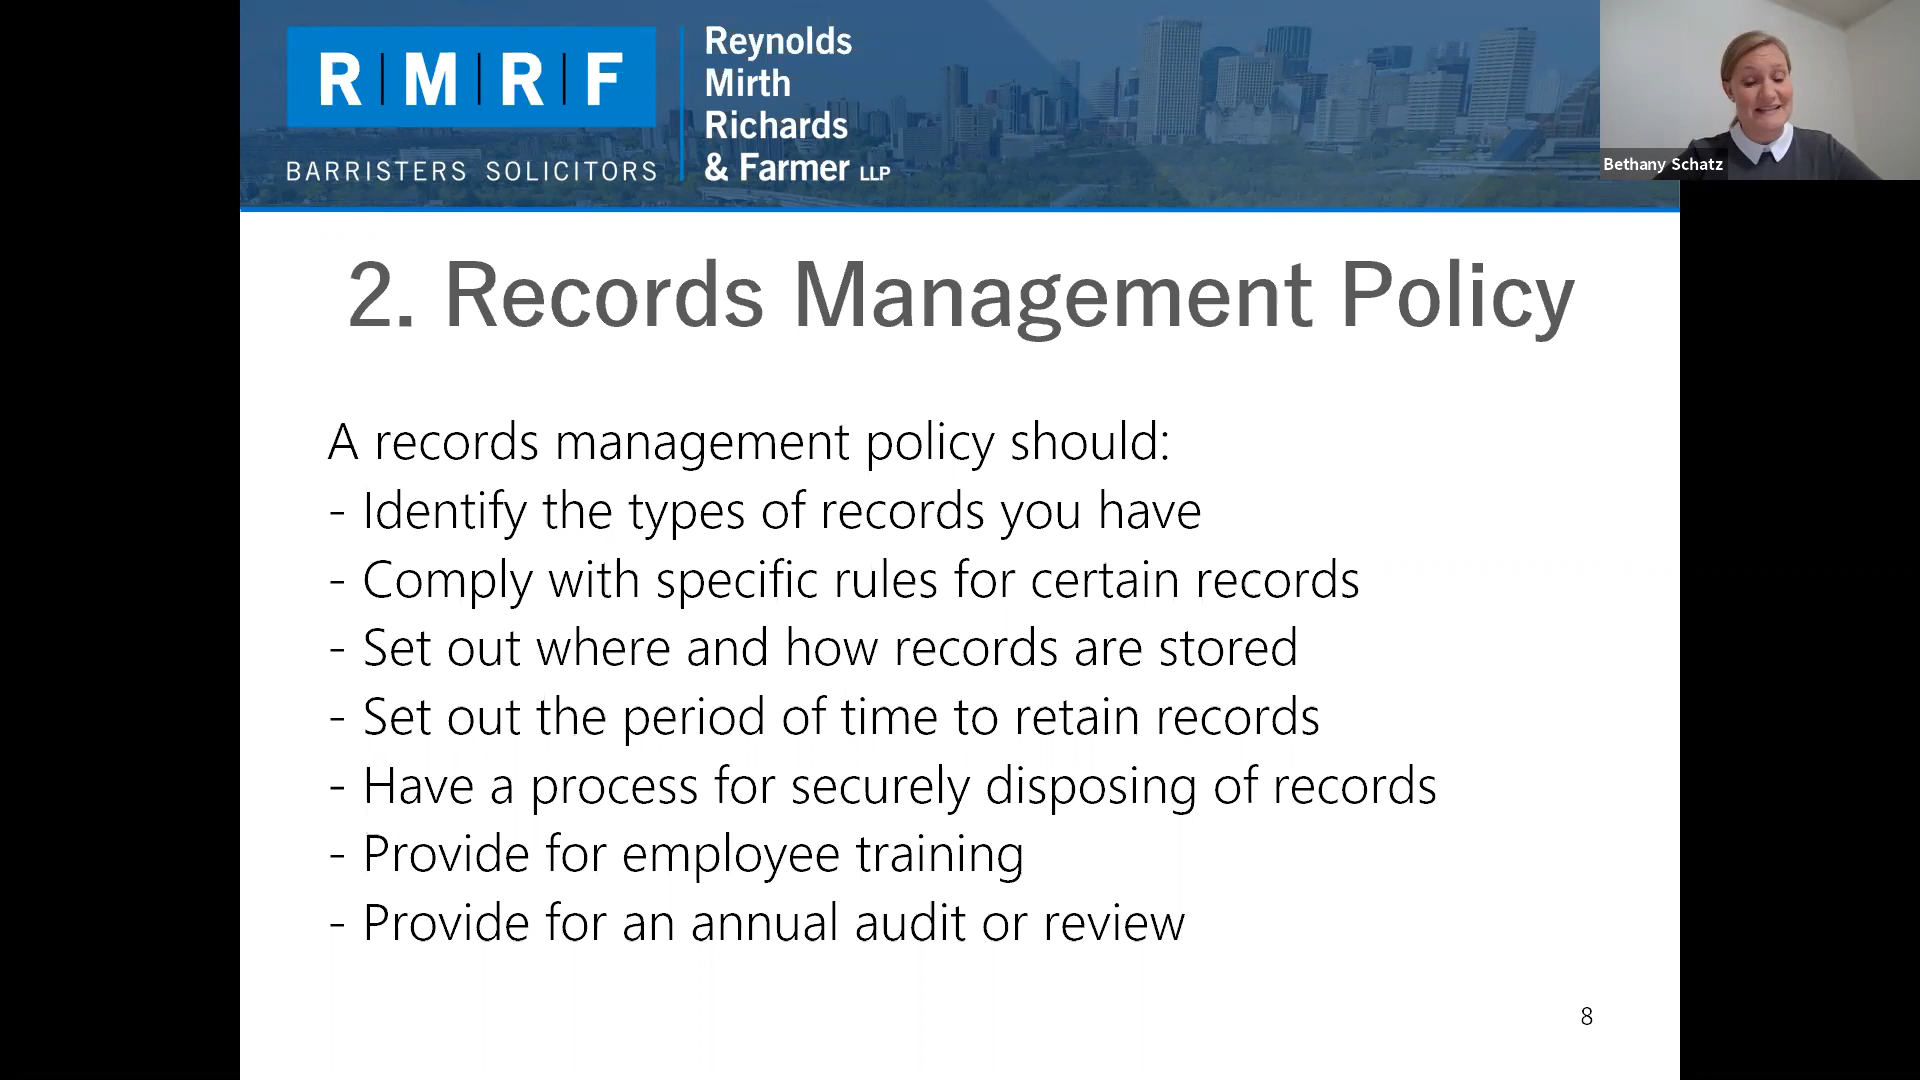 R M R F
BARRISTERS SOLICITORS
Reynolds
Mirth
Richards
& Farmer LLP
Bethany Schatz
2. Records Management Policy
A records management policy should:
- Identify the types of records you have
- Comply with specific rules for certain records
- Set out where and how records are stored
- Set out the period of time to retain records
- Have a process for securely disposing of records
- Provide for employee training
- Provide for an annual audit or review
8